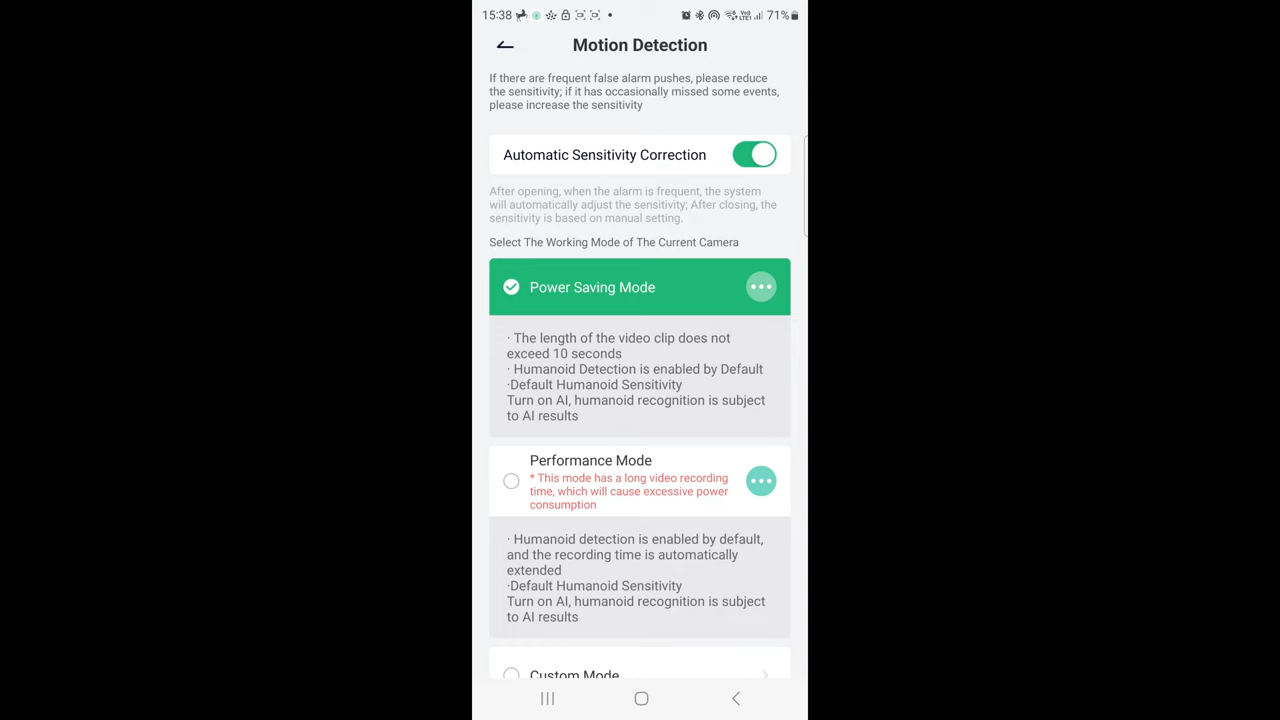 15:38
71%
Motion Detection
If there are frequent false alarm pushes, please reduce
the sensitivity; if it has occasionally missed some events,
please increase the sensitivity
Automatic Sensitivity Correction
After opening, when the alarm is frequent, the system
will automatically adjust the sensitivity; After closing, the
sensitivity is based on manual setting.
Select The Working Mode of The Current Camera
Power Saving Mode
· The length of the video clip does not
exceed 10 seconds
· Humanoid Detection is enabled by Default
·Default Humanoid Sensitivity
Turn on AI, humanoid recognition is subject
to AI results
Performance Mode
* This mode has a long video recording
time, which will cause excessive power
consumption
· Humanoid detection is enabled by default,
and the recording time is automatically
extended
·Default Humanoid Sensitivity
Turn on AI, humanoid recognition is subject
to AI results
Custom Mode